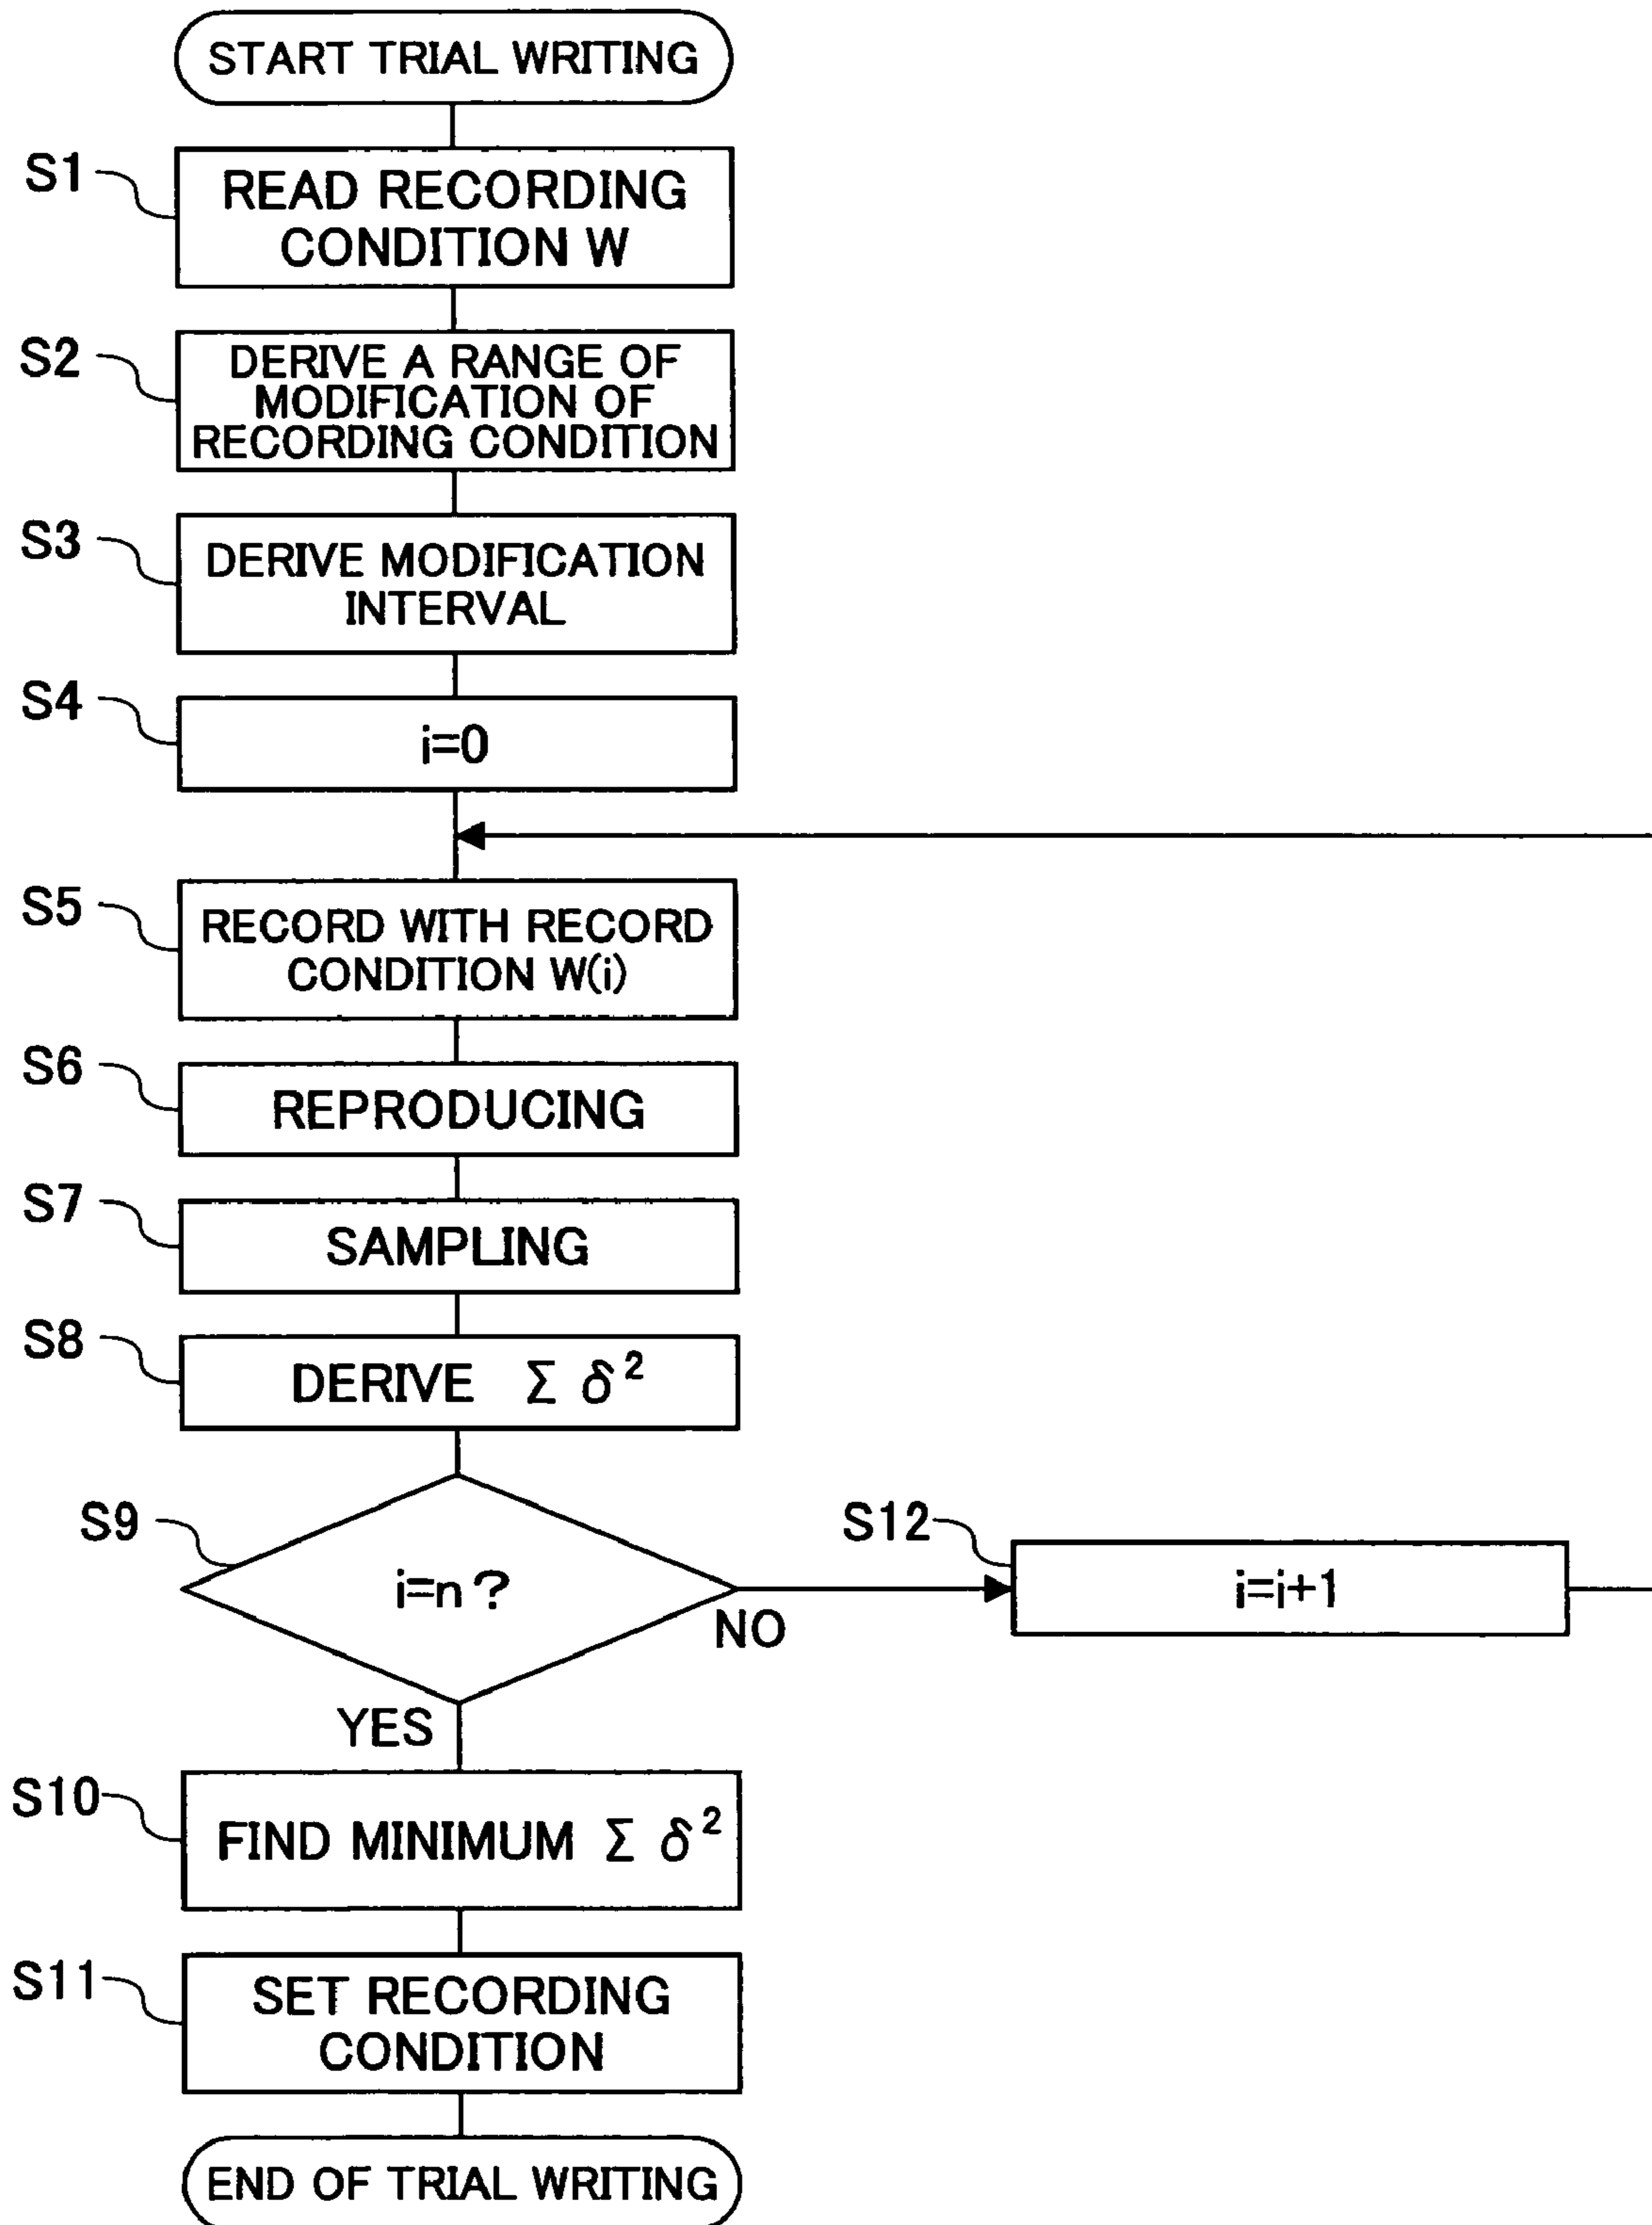 START TRIAL WRITING
S1
READ RECORDING
CONDITION W
S2
DERIVE A RANGE OF
MODIFICATION OF
RECORDING CONDITION
S3
DERIVE MODIFICATION
INTERVAL
S4
i=0
S5
RECORD WITH RECORD
CONDITION W(i)
S6
REPRODUCING
S7
SAMPLING
S8
DERIVE Σ δ²
S9
i=n?
NO
S12
i=i+1
YES
S10
FIND MINIMUM Σ δ²
S11
SET RECORDING
CONDITION
END OF TRIAL WRITING